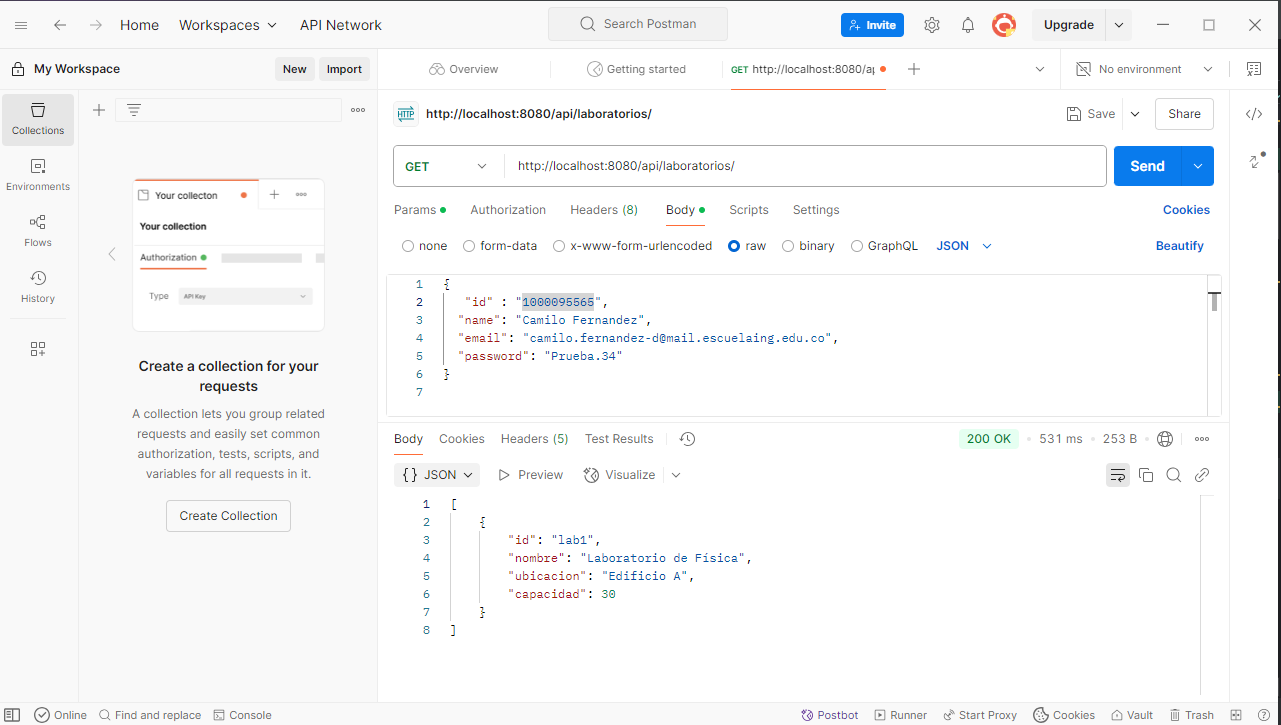 Home Workspaces API Network Search Postman Invite Upgrade
My Workspace New Import Overview Getting started GET http://localhost:8080/ap No environment
Collections
Environments
Flows
History
Your collecton
Your collection
Authorization
Type API Key
Create a collection for your
requests
A collection lets you group related
requests and easily set common
authorization, tests, scripts, and
variables for all requests in it.
Create Collection
HTTP http://localhost:8080/api/laboratorios/ Save Share
GET http://localhost:8080/api/laboratorios/ Send
Params Authorization Headers (8) Body Scripts Settings Cookies
none form-data x-www-form-urlencoded raw binary GraphQL JSON Beautify
1 {
2 "id" : "1000095565",
3 "name": "Camilo Fernandez",
4 "email": "camilo.fernandez-d@mail.escuelaing.edu.co",
5 "password": "Prueba.34"
6 }
7
Body Cookies Headers (5) Test Results 200 OK • 531 ms • 253 B
{} JSON Preview Visualize
1 [
2 {
3 "id": "lab1",
4 "nombre": "Laboratorio de Física",
5 "ubicacion": "Edificio A",
6 "capacidad": 30
7 }
8 ]
Online Find and replace Console Postbot Runner Start Proxy Cookies Vault Trash